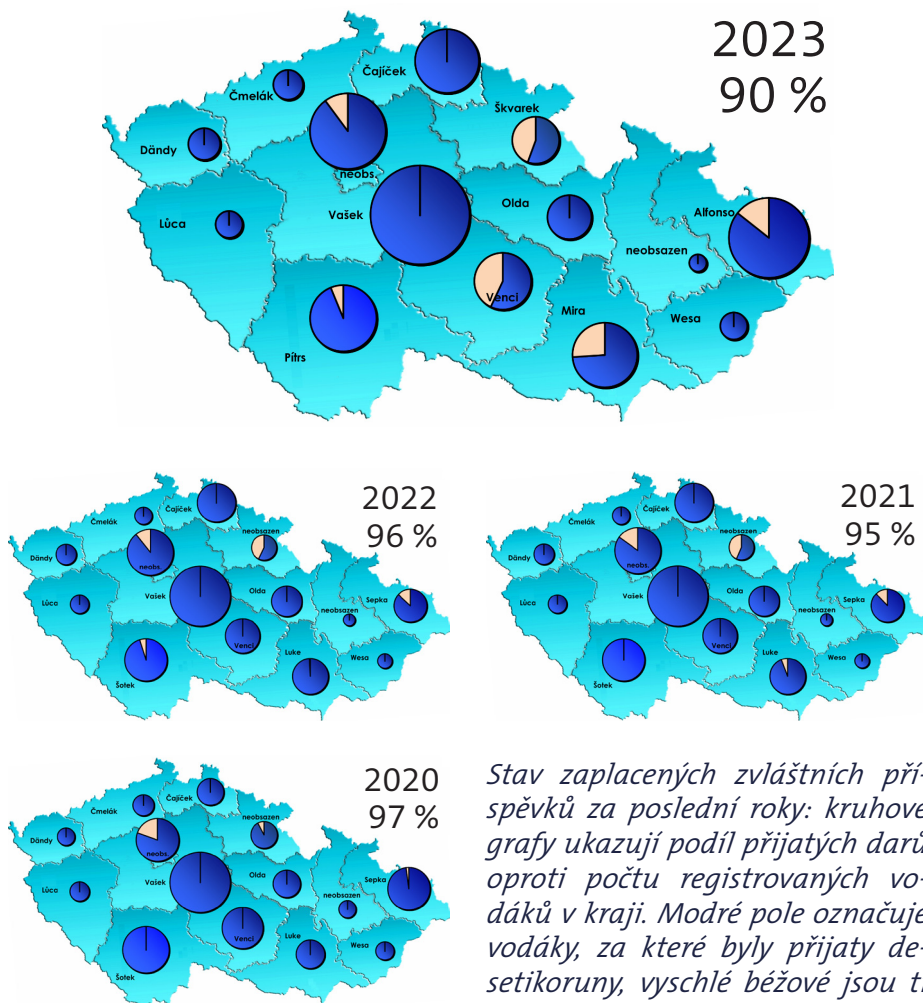 2023
90 %
Čajíček
Čmelák
Škvarek
Dändy
neobs.
Olda
Vašek
Lůca
Alfonso
neobsazen
Venci
Míra
Wesa
Pítrs
2022
96 %
Čajíček
Čmelák
neobsazen
Dändy
neobs.
Vašek
Olda
Lůca
Sepka
neobsazen
Venci
Luke
Wesa
Šotek
2021
95 %
Čajíček
Čmelák
neobsazen
Dändy
neobs.
Vašek
Olda
Lůca
Sepka
neobsazen
Venci
Luke
Wesa
Šotek
2020
97 %
Čajíček
Čmelák
neobsazen
Dändy
neobs.
Vašek
Olda
Lůca
Sepka
neobsazen
Venci
Luke
Wesa
Šotek
Stav zaplacených zvláštních pří-
spěvků za poslední roky: kruhové
grafy ukazují podíl přijatých darů
oproti počtu registrovaných vo-
dáků v kraji. Modré pole označuje
vodáky, za které byly přijaty de-
setikoruny, vyschlé béžové jsou ti